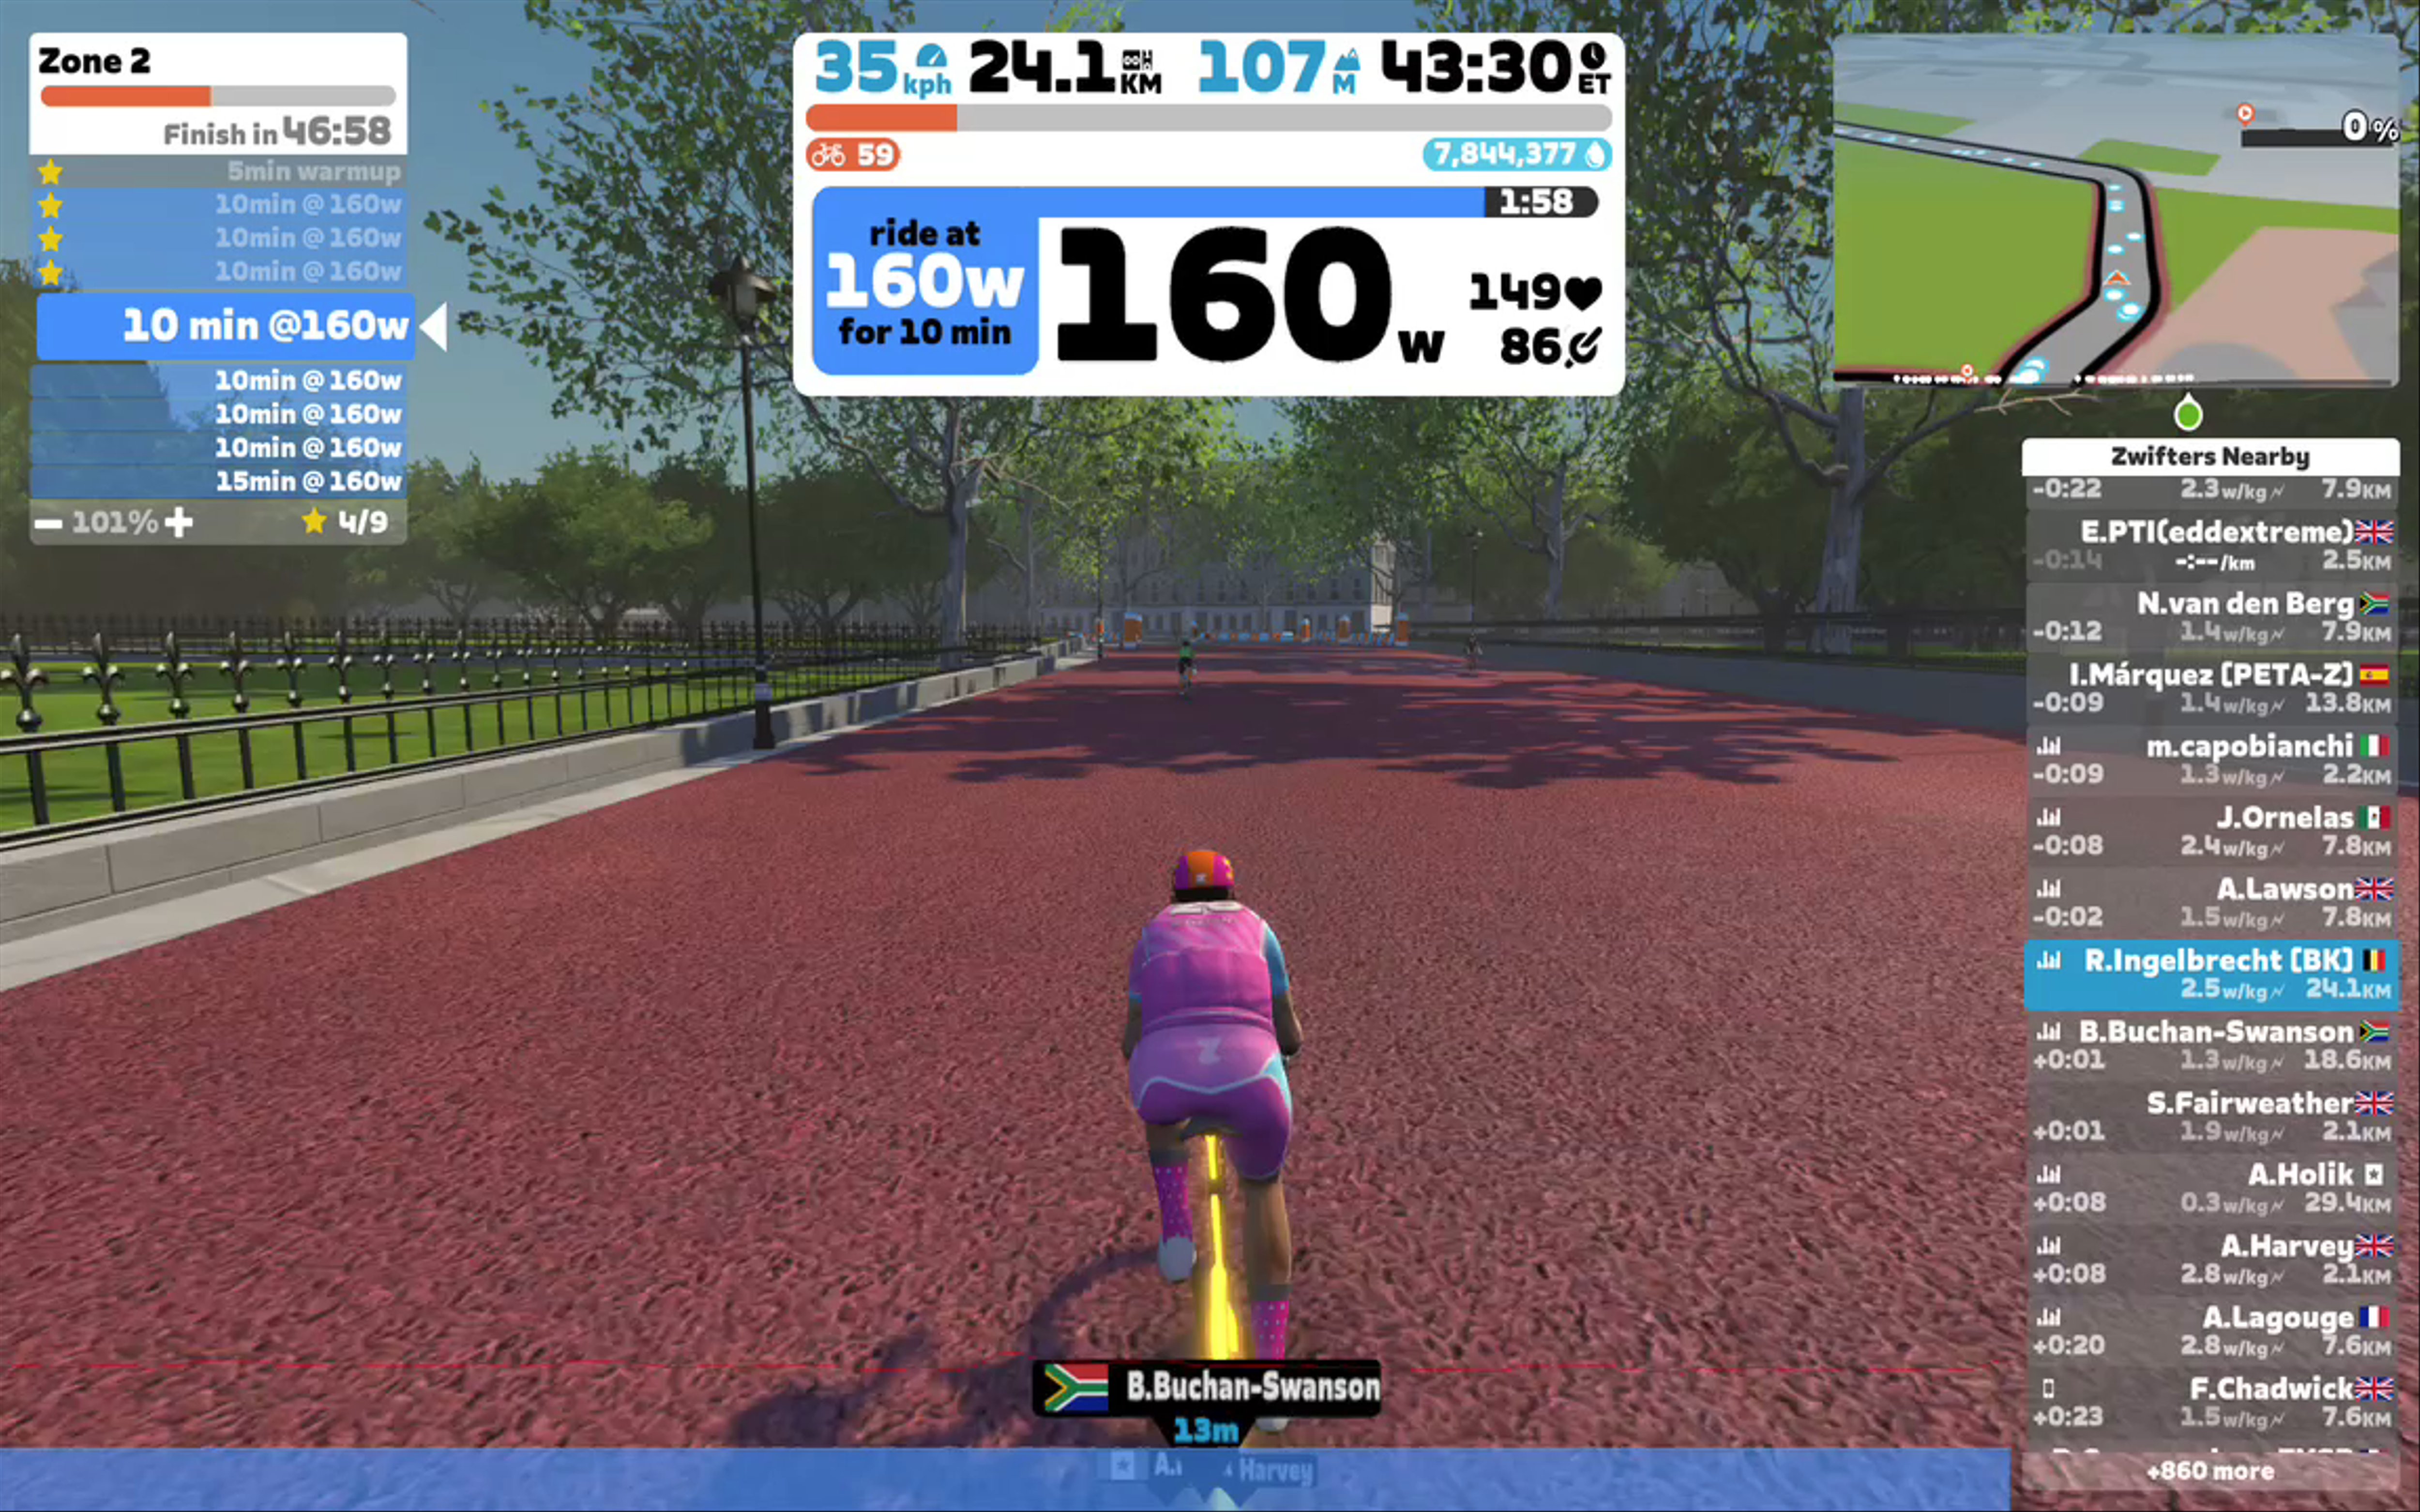 Zone 2
Finish in 46:58
5min warmup
10min @ 160w
10min @ 160w
10min @ 160w
10 min @160w
10min @ 160w
10min @ 160w
10min @ 160w
15min @ 160w
− 101% + 4/9
35 kph 24.1 KM 107 M 43:30 ET
59
7,844,377
1:58
ride at
160w
for 10 min
160 w
149
86
0 %
Zwifters Nearby
-0:22 2.3 w/kg 7.9KM
E.PTI(eddextreme)
-0:14 -:--/km 2.5KM
N.van den Berg
-0:12 1.4 w/kg 7.9KM
I.Márquez [PETA-Z]
-0:09 1.4 w/kg 13.8KM
m.capobianchi
-0:09 1.3 w/kg 2.2KM
J.Ornelas
-0:08 2.4 w/kg 7.8KM
A.Lawson
-0:02 1.5 w/kg 7.8KM
R.Ingelbrecht [BK]
2.5 w/kg 24.1KM
B.Buchan-Swanson
+0:01 1.3 w/kg 18.6KM
S.Fairweather
+0:01 1.9 w/kg 2.1KM
A.Holik
+0:08 0.3 w/kg 29.4KM
A.Harvey
+0:08 2.8 w/kg 2.1KM
A.Lagouge
+0:20 2.8 w/kg 7.6KM
F.Chadwick
+0:23 1.5 w/kg 7.6KM
+860 more
B.Buchan-Swanson
13m
Harvey